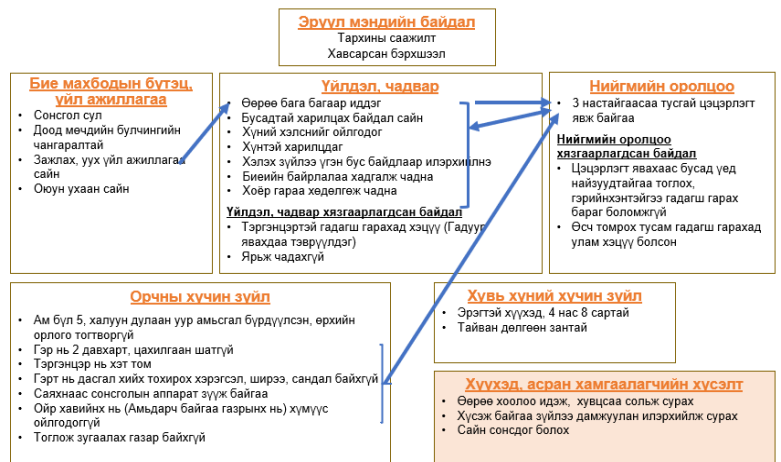 Эрүүл мэндийн байдал
Тархины саажилт
Хавсарсан бэрхшээл
Бие махбодын бүтэц,
үйл ажиллагаа
• Сонсгол сул
• Доод мөчдийн булчингийн
чангаралтай
• Зажлах, уух үйл ажиллагаа
сайн
• Оюун ухаан сайн
Үйлдэл, чадвар
• Өөрөө бага багаар иддэг
• Бусадтай харилцах байдал сайн
• Хүний хэлснийг ойлгодог
• Хүнтэй харилцдаг
• Хэлэх зүйлээ үгэн бус байдлаар илэрхийлнэ
• Биеийн байрлалаа хадгалж чадна
• Хоёр гараа хөдөлгөж чадна
Үйлдэл, чадвар хязгаарлагдсан байдал
• Тэргэнцэртэй гадагш гарахад хэцүү (Гадуур
явахдаа тэврүүлдэг)
• Ярьж чадахгүй
Нийгмийн оролцоо
• 3 настайгаасаа тусгай цэцэрлэгт
явж байгаа
Нийгмийн оролцоо
хязгаарлагдсан байдал
• Цэцэрлэгт явахаас бусад үед
найзуудтайгаа тоглох,
гэрийнхэнтэйгээ гадагш гарах
бараг боломжгүй
• Өсч томрох тусам гадагш гарахад
улам хэцүү болсон
Орчны хүчин зүйл
• Ам бүл 5, халуун дулаан уур амьсгал бүрдүүлсэн, өрхийн
орлого тогтворгүй
• Гэр нь 2 давхарт, цахилгаан шатгүй
• Тэргэнцэр нь хэт том
• Гэрт нь дасгал хийх тохирох хэрэгсэл, ширээ, сандал байхгүй
• Саяхнаас сонсголын аппарат зүүж байгаа
• Ойр хавийнх нь (Амьдарч байгаа газрынх нь) хүмүүс
ойлгодоггүй
• Тоглож зугаалах газар байхгүй
Хувь хүний хүчин зүйл
• Эрэгтэй хүүхэд, 4 нас 8 сартай
• Тайван дөлгөөн зантай
Хүүхэд, асран хамгаалагчийн хүсэлт
• Өөрөө хоолоо идэж, хувцсаа сольж сурах
• Хүсэж байгаа зүйлээ дамжуулан илэрхийлж сурах
• Сайн сонсдог болох